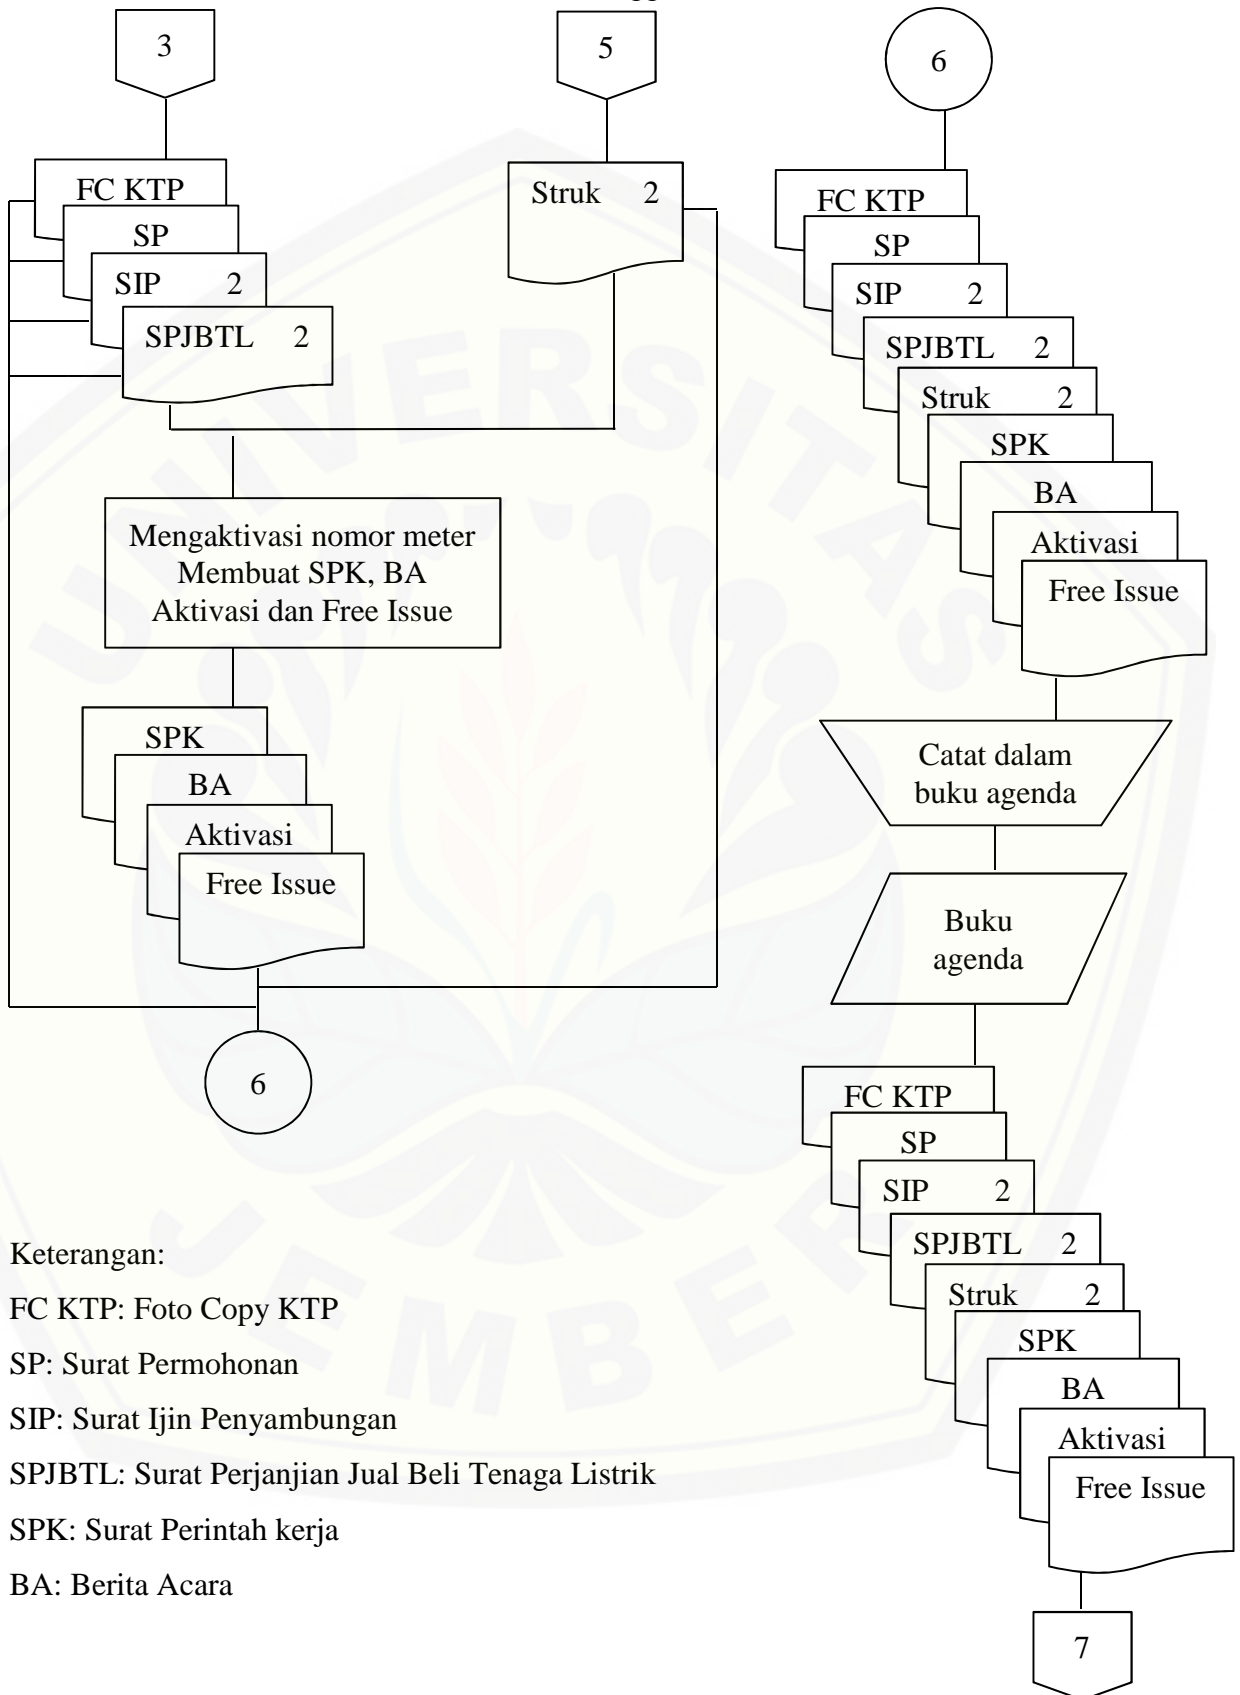 3
5
6
FC KTP
SP
SIP 2
SPJBTL 2
Struk 2
Mengaktivasi nomor meter
Membuat SPK, BA
Aktivasi dan Free Issue
SPK
BA
Aktivasi
Free Issue
6
FC KTP
SP
SIP 2
SPJBTL 2
Struk 2
SPK
BA
Aktivasi
Free Issue
Catat dalam
buku agenda
Buku
agenda
FC KTP
SP
SIP 2
SPJBTL 2
Struk 2
SPK
BA
Aktivasi
Free Issue
7
Keterangan:
FC KTP: Foto Copy KTP
SP: Surat Permohonan
SIP: Surat Ijin Penyambungan
SPJBTL: Surat Perjanjian Jual Beli Tenaga Listrik
SPK: Surat Perintah kerja
BA: Berita Acara
UNIVERSITAS
JEMBER